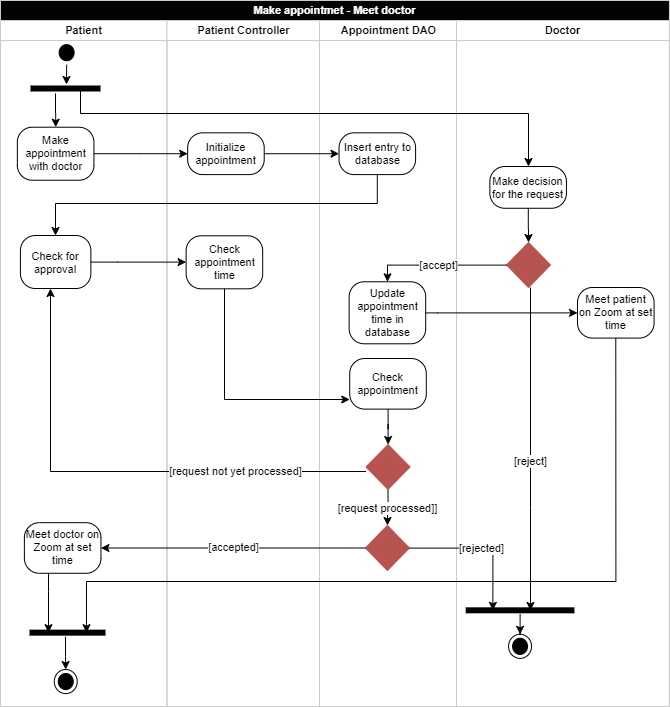 Make appointmet - Meet doctor
Patient
Patient Controller
Appointment DAO
Doctor
Make
appointment
with doctor
Initialize
appointment
Insert entry to
database
Make decision
for the request
Check for
approval
Check
appointment
time
[accept]
Update
appointment
time in
database
Meet patient
on Zoom at set
time
Check
appointment
[reject]
[request not yet processed]
[request processed]]
Meet doctor on
Zoom at set
time
[accepted]
[rejected]